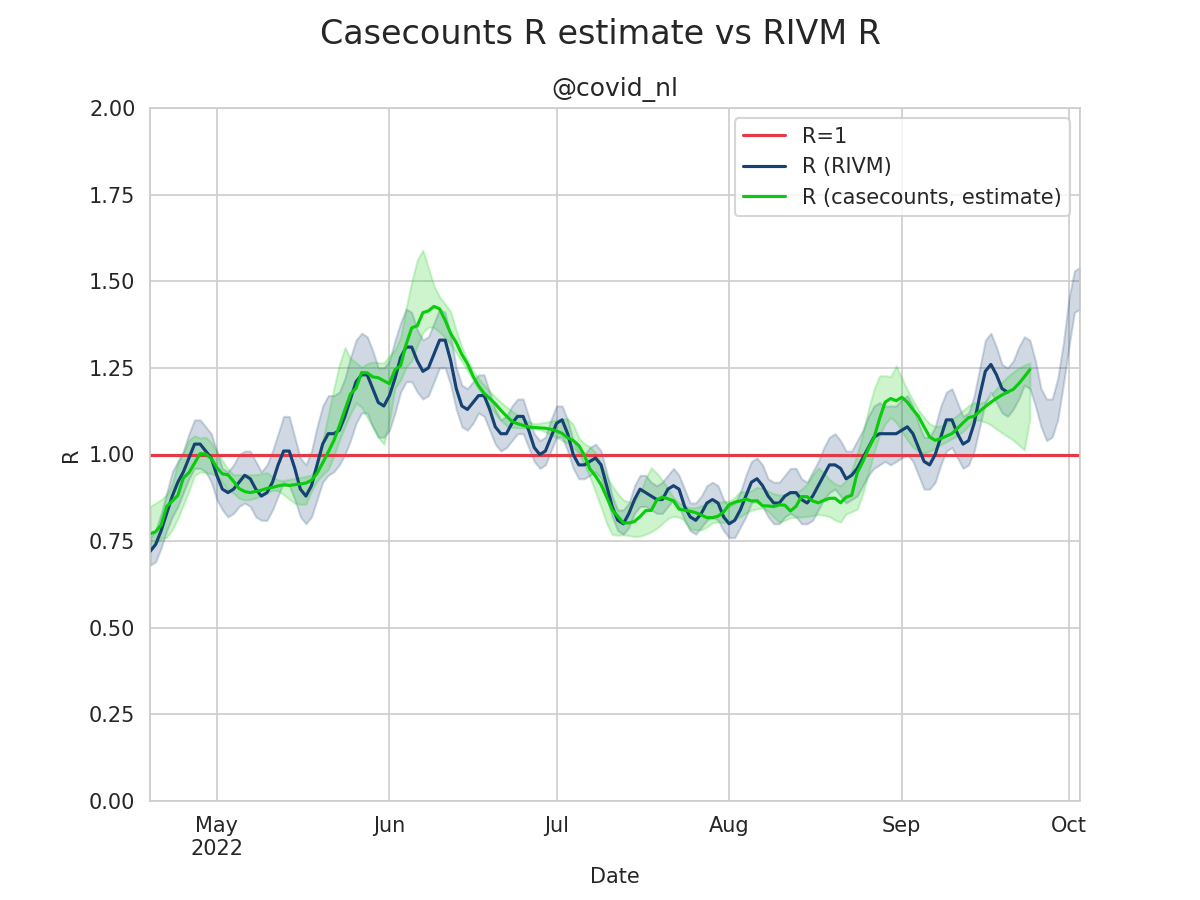 Casecounts R estimate vs RIVM R
@covid_nl
R=1
R (RIVM)
R (casecounts, estimate)
2.00
1.75
1.50
1.25
1.00
0.75
0.50
0.25
0.00
R
May
2022
Jun
Jul
Aug
Sep
Oct
Date